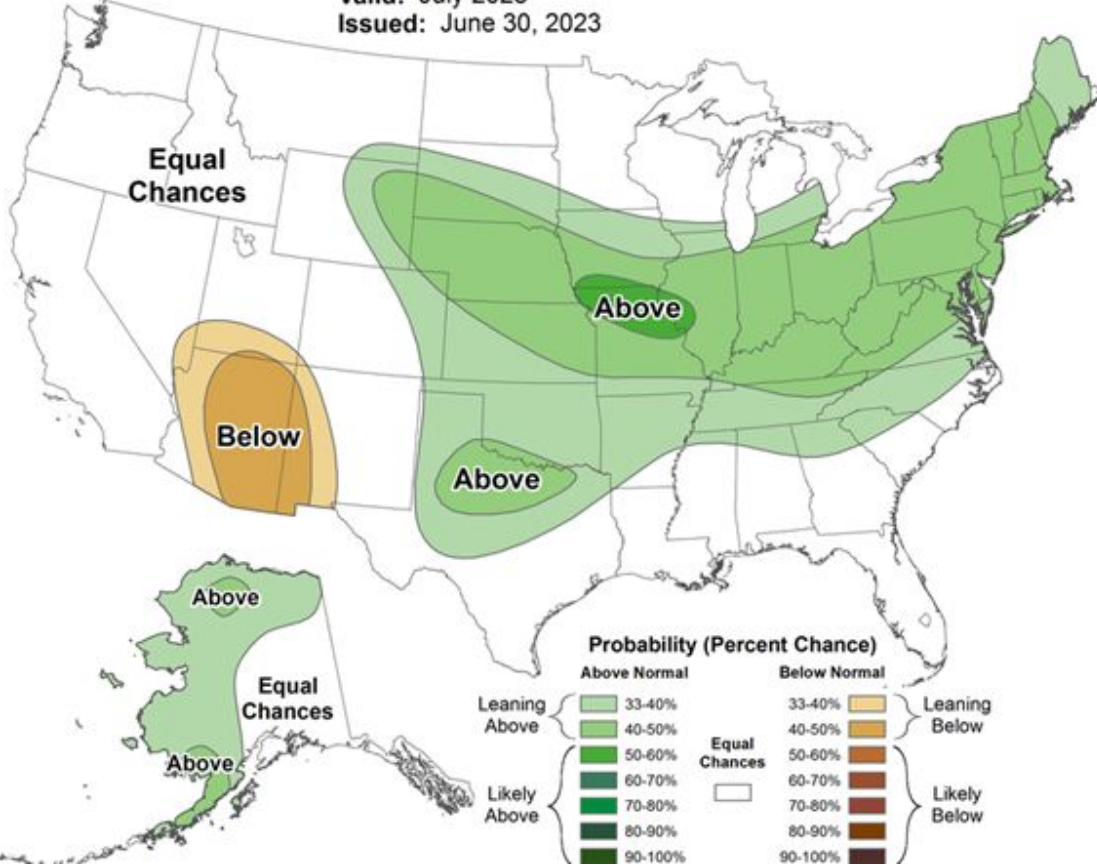 Valid: July 2023
Issued: June 30, 2023
Equal
Chances
Above
Below
Above
Above
Equal
Chances
Above
Probability (Percent Chance)
Above Normal
Below Normal
Leaning
Above
33-40%
40-50%
Likely
Above
50-60%
60-70%
70-80%
80-90%
90-100%
Equal
Chances
33-40%
40-50%
Leaning
Below
50-60%
60-70%
70-80%
80-90%
90-100%
Likely
Below